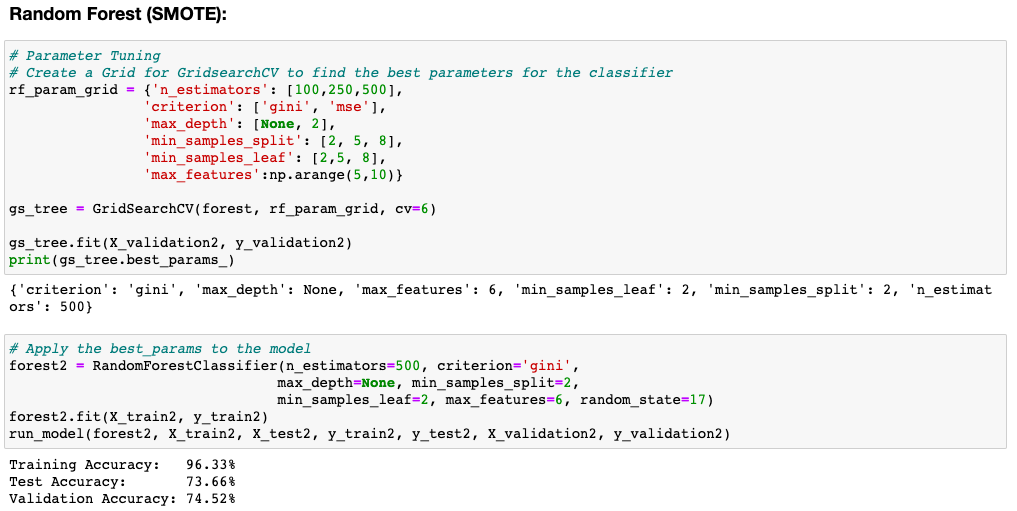 Random Forest (SMOTE):
# Parameter Tuning
# Create a Grid for GridsearchCV to find the best parameters for the classifier
rf_param_grid = {'n_estimators': [100,250,500],
                'criterion': ['gini', 'mse'],
                'max_depth': [None, 2],
                'min_samples_split': [2, 5, 8],
                'min_samples_leaf': [2,5, 8],
                'max_features':np.arange(5,10)}

gs_tree = GridSearchCV(forest, rf_param_grid, cv=6)

gs_tree.fit(X_validation2, y_validation2)
print(gs_tree.best_params_)
{'criterion': 'gini', 'max_depth': None, 'max_features': 6, 'min_samples_leaf': 2, 'min_samples_split': 2, 'n_estimat
ors': 500}
# Apply the best_params to the model
forest2 = RandomForestClassifier(n_estimators=500, criterion='gini',
                                max_depth=None, min_samples_split=2,
                                min_samples_leaf=2, max_features=6, random_state=17)
forest2.fit(X_train2, y_train2)
run_model(forest2, X_train2, X_test2, y_train2, y_test2, X_validation2, y_validation2)
Training Accuracy:   96.33%
Test Accuracy:       73.66%
Validation Accuracy: 74.52%